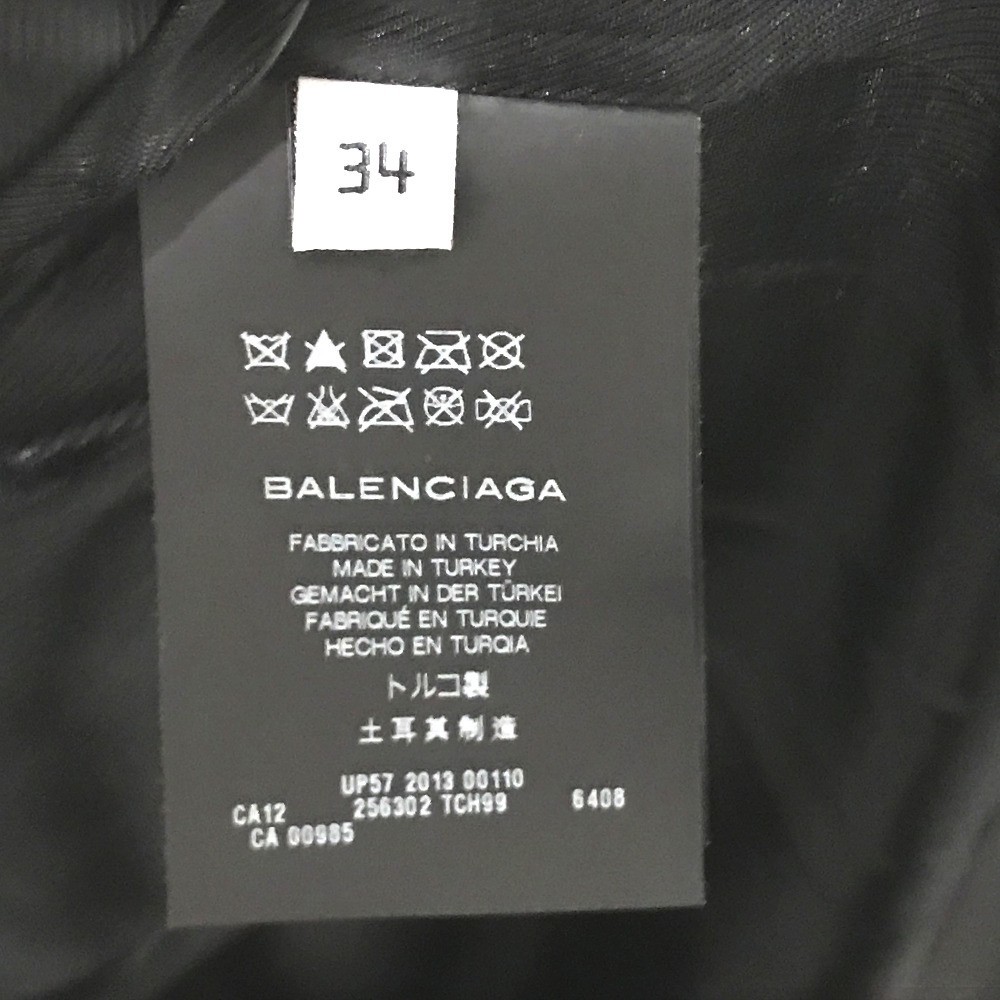 34
BALENCIAGA
FABBRICATO IN TURCHIA
MADE IN TURKEY
GEMACHT IN DER TÜRKEI
FABRIQUÉ EN TURQUIE
HECHO EN TURQIA
トルコ製
土耳其制造
UP57 2013 00110
CA12 256302 TCH99 6408
CA 00985